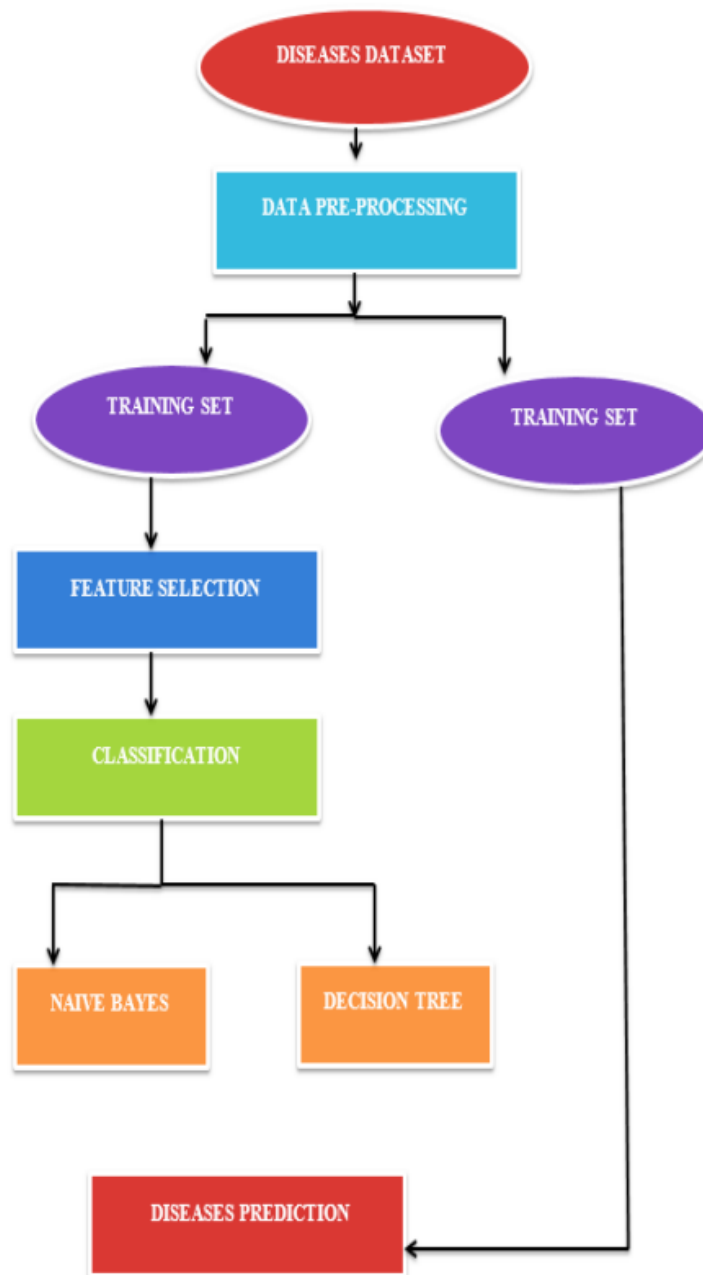 DISEASES DATASET
DATA PRE-PROCESSING
TRAINING SET
TRAINING SET
FEATURE SELECTION
CLASSIFICATION
NAIVE BAYES
DECISION TREE
DISEASES PREDICTION